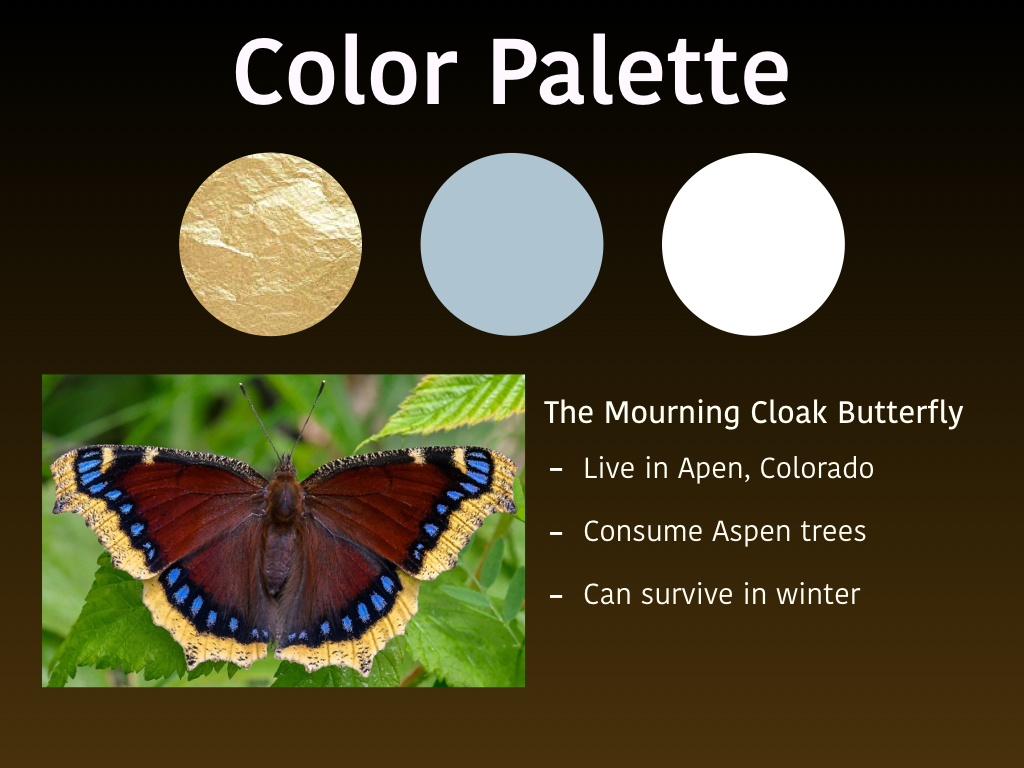 Color Palette
The Mourning Cloak Butterfly
– Live in Apen, Colorado
– Consume Aspen trees
– Can survive in winter